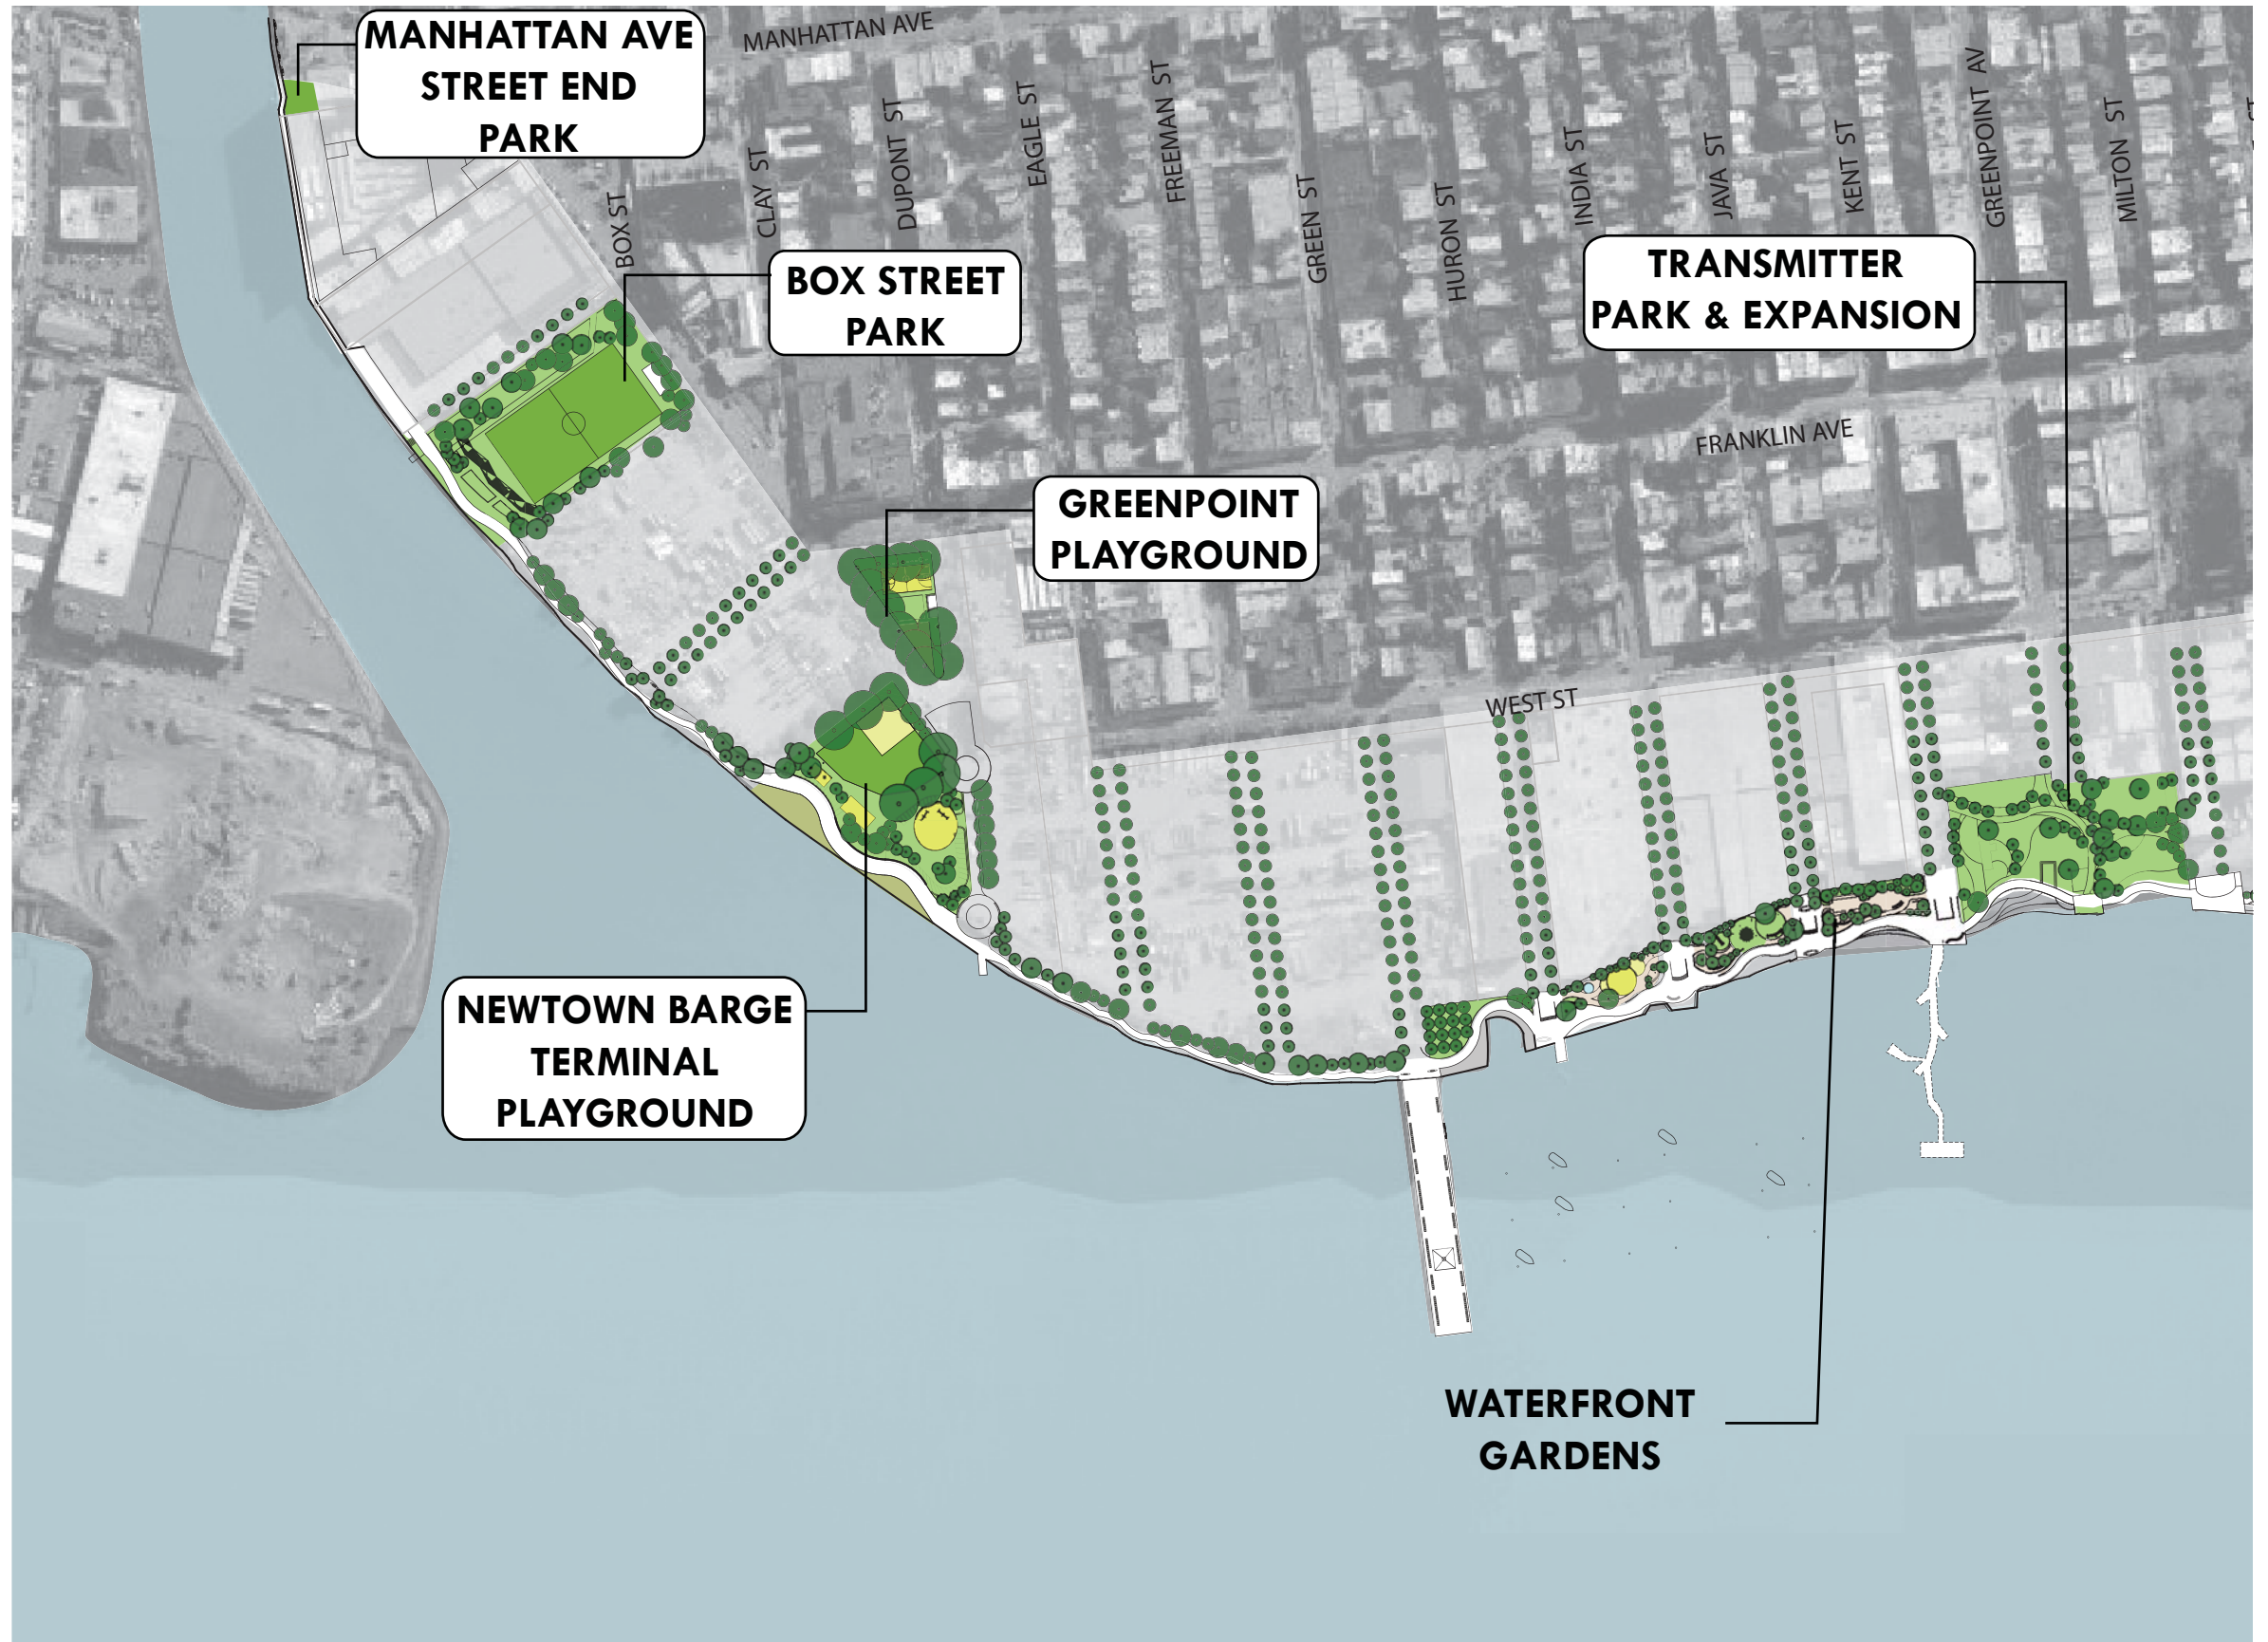 MANHATTAN AVE
STREET END
PARK
MANHATTAN AVE
BOX ST
CLAY ST
DUPONT ST
EAGLE ST
FREEMAN ST
GREEN ST
HURON ST
INDIA ST
JAVA ST
KENT ST
GREENPOINT AV
MILTON ST
BOX STREET
PARK
TRANSMITTER
PARK & EXPANSION
FRANKLIN AVE
GREENPOINT
PLAYGROUND
WEST ST
NEWTOWN BARGE
TERMINAL
PLAYGROUND
WATERFRONT
GARDENS